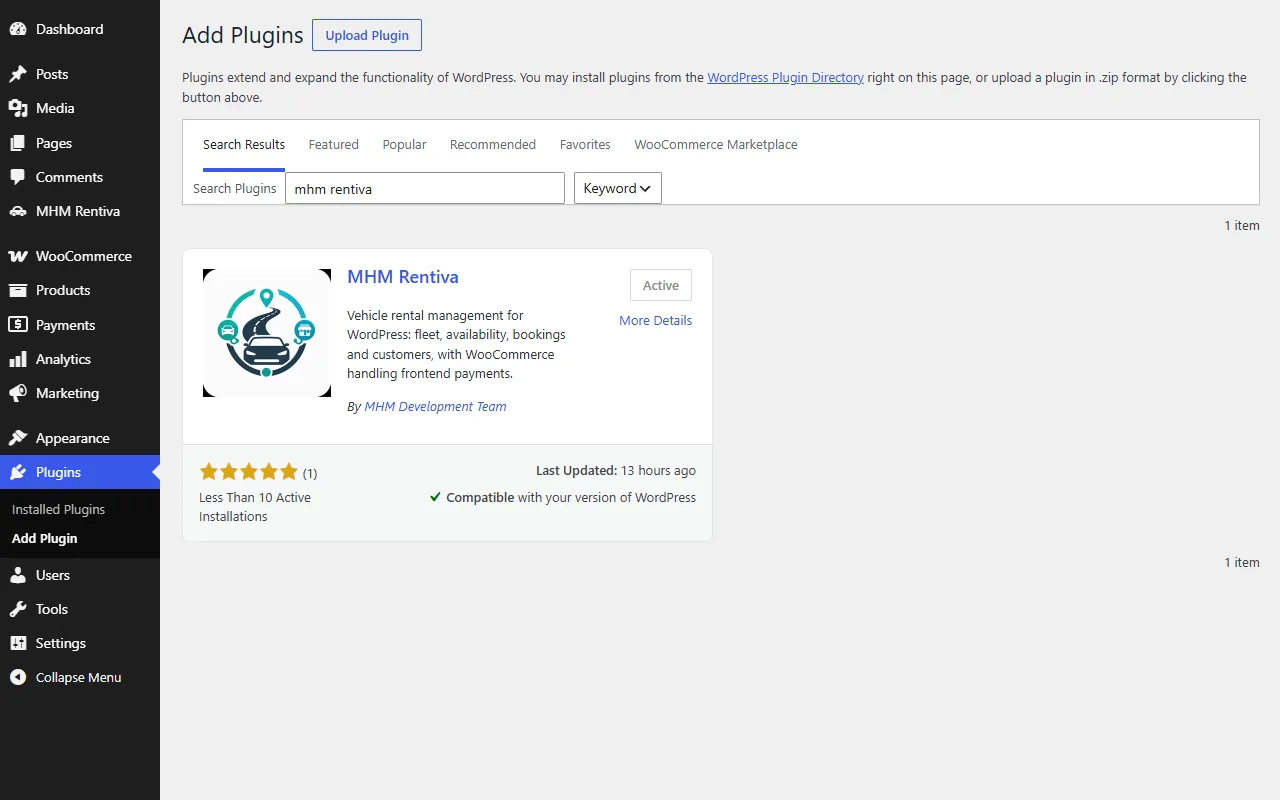 Dashboard
Posts
Media
Pages
Comments
MHM Rentiva
WooCommerce
Products
Payments
Analytics
Marketing
Appearance
Plugins
Installed Plugins
Add Plugin
Users
Tools
Settings
Collapse Menu
Add Plugins
Upload Plugin
Plugins extend and expand the functionality of WordPress. You may install plugins from the WordPress Plugin Directory right on this page, or upload a plugin in .zip format by clicking the
button above.
Search Results Featured Popular Recommended Favorites WooCommerce Marketplace
Search Plugins mhm rentiva Keyword
1 item
MHM Rentiva
Active
More Details
Vehicle rental management for
WordPress: fleet, availability, bookings
and customers, with WooCommerce
handling frontend payments.
By MHM Development Team
(1)
Less Than 10 Active
Installations
Last Updated: 13 hours ago
Compatible with your version of WordPress
1 item